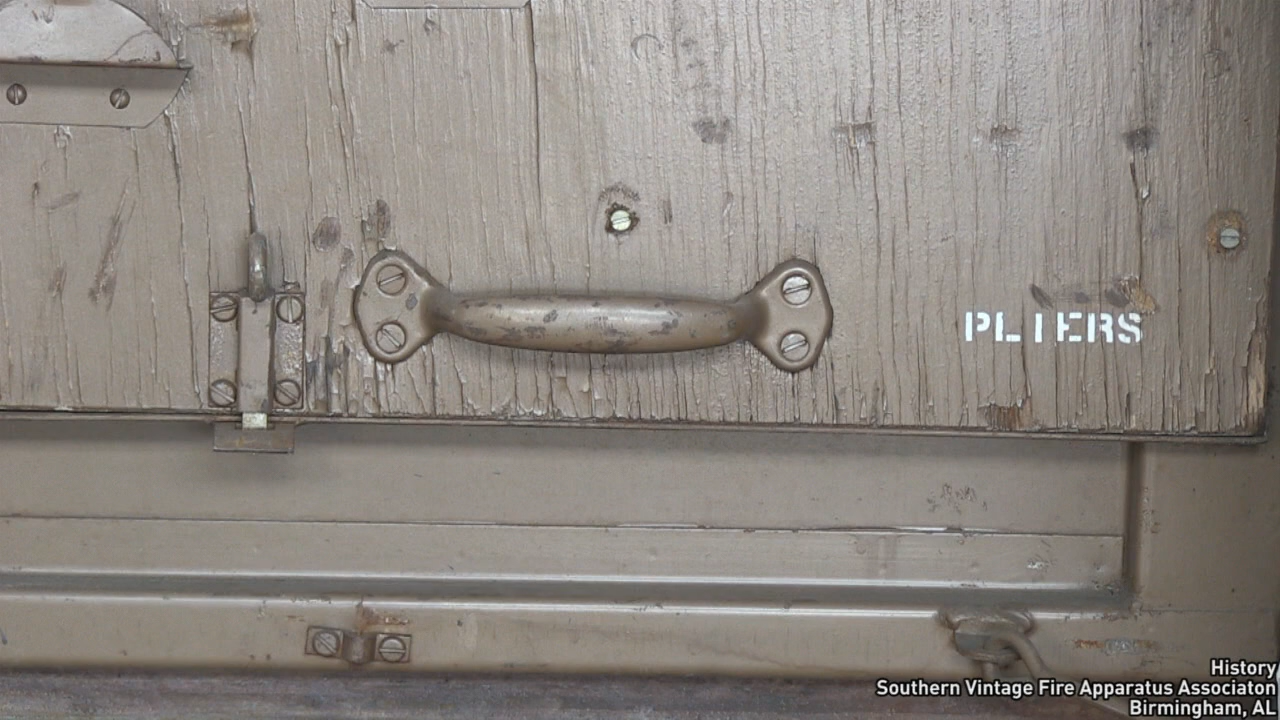 PLIERS
History
Southern Vintage Fire Apparatus Associaton
Birmingham, AL